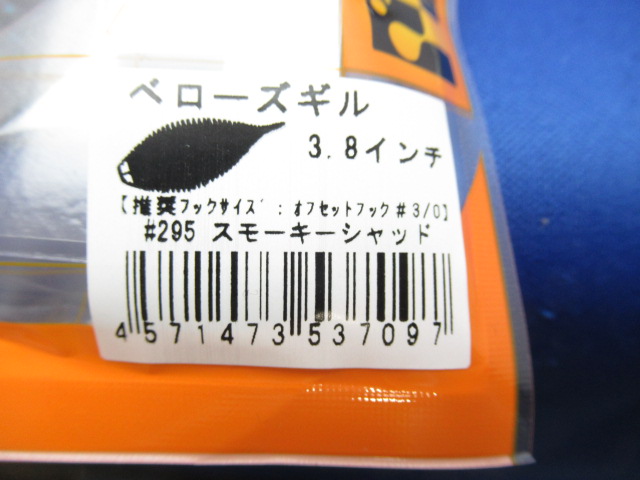 ベローズギル
3.8インチ
【推奨フックサイズ：オフセットフック#3/0】
#295 スモーキーシャッド
4571473537097